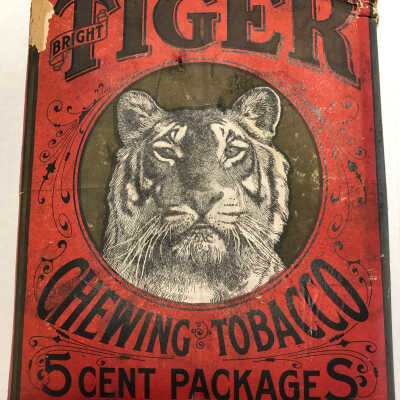 BRIGHT TIGER
CHEWING TOBACCO
5 CENT PACKAGES